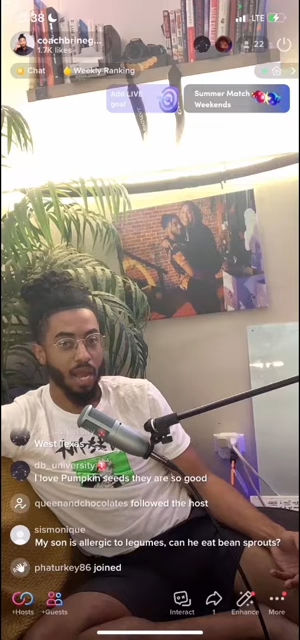 :38
LTE
coachbrineg...
1.7K likes
22
Chat
Weekly Ranking
Add LIVE
goal
Summer Match
Weekends
West Texas
db_university
I love Pumpkin seeds they are so good
queenandchocolates followed the host
sismonique
My son is allergic to legumes, can he eat bean sprouts?
phaturkey86 joined
+Hosts
+Guests
Interact
1
Enhance
More